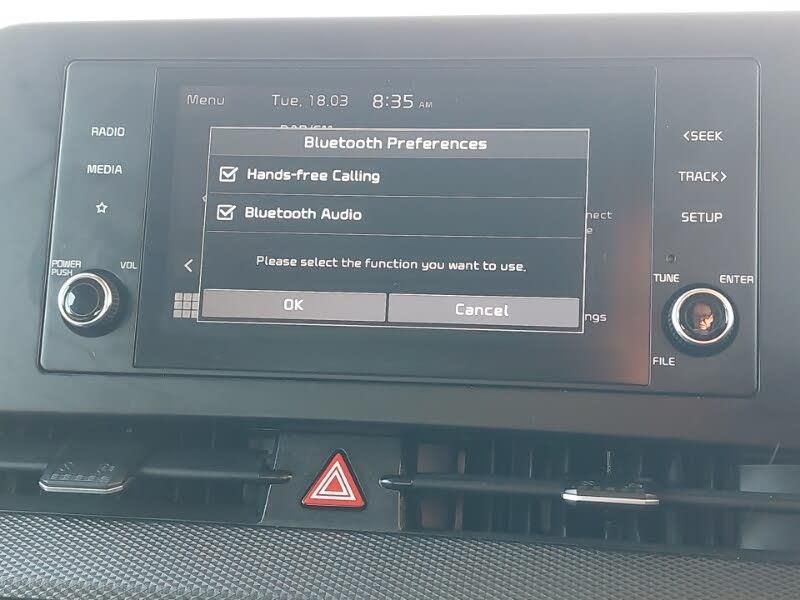 RADIO
MEDIA
POWER
PUSH
VOL
Menu Tue, 18.03 8:35 AM
Bluetooth Preferences
Hands-free Calling
Bluetooth Audio
Please select the function you want to use.
OK Cancel
<SEEK
TRACK>
SETUP
TUNE ENTER
FILE